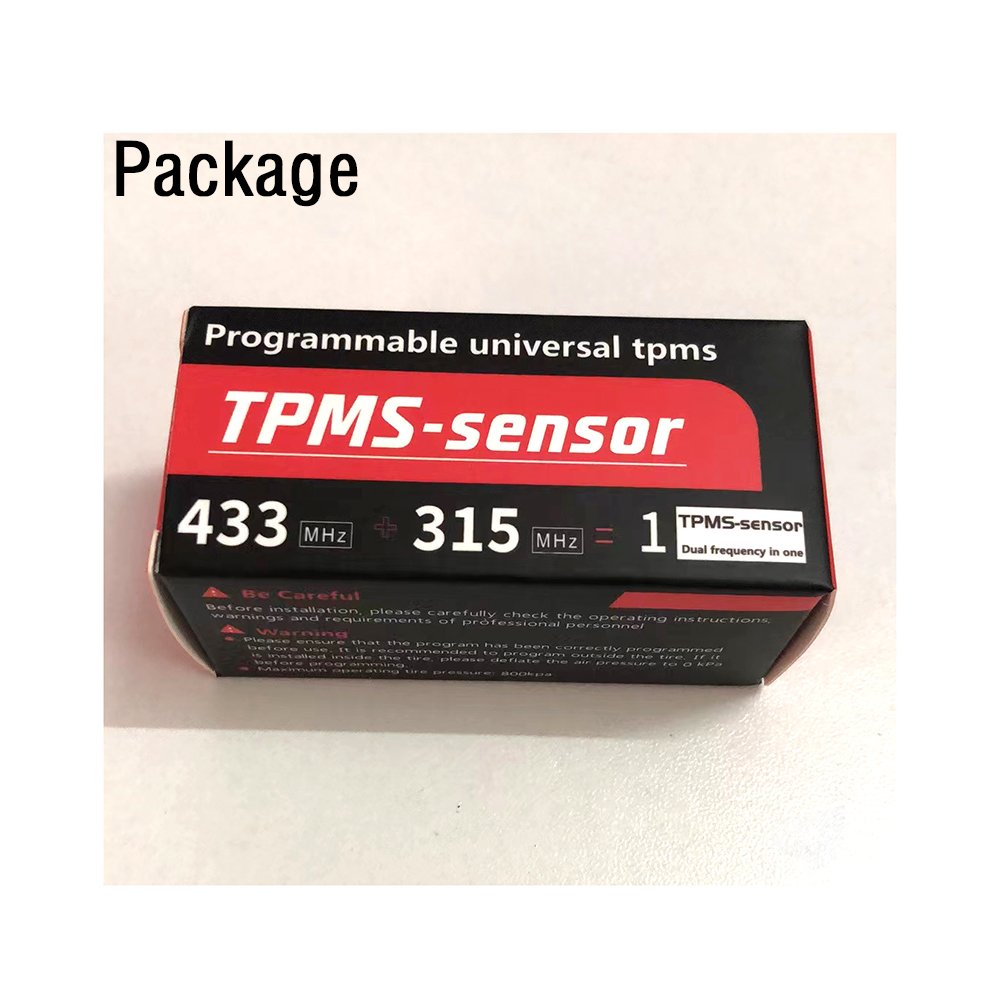 Package
Programmable universal tpms
TPMS-sensor
433 MHz + 315 MHz = 1 TPMS-sensor
Dual frequency in one
Be Careful
Before installation, please carefully check the operating instructions,
warnings and requirements of professional personnel
Warning
Please ensure that the program has been correctly programmed
before use. It is recommended to program outside the tire. If it
is installed inside the tire, please deflate the air pressure to 0 kPa
before programming.
Maximum operating tire pressure: 800kpa